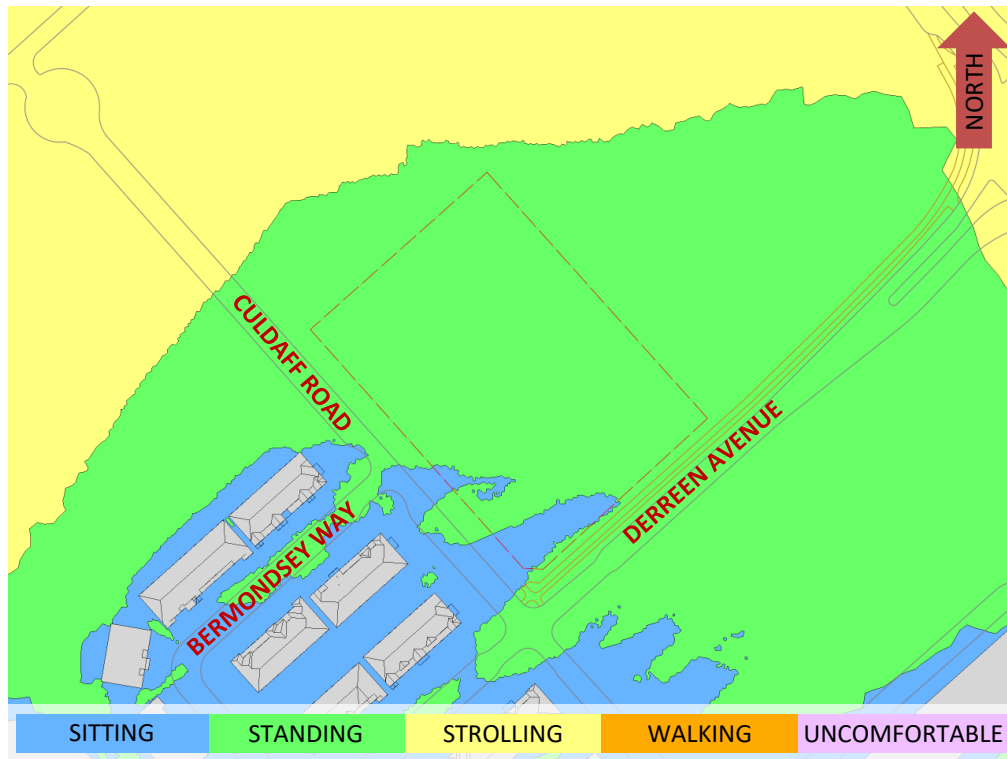 NORTH
CULDAFF ROAD
DERREEN AVENUE
BERMONDSEY WAY
SITTING
STANDING
STROLLING
WALKING
UNCOMFORTABLE